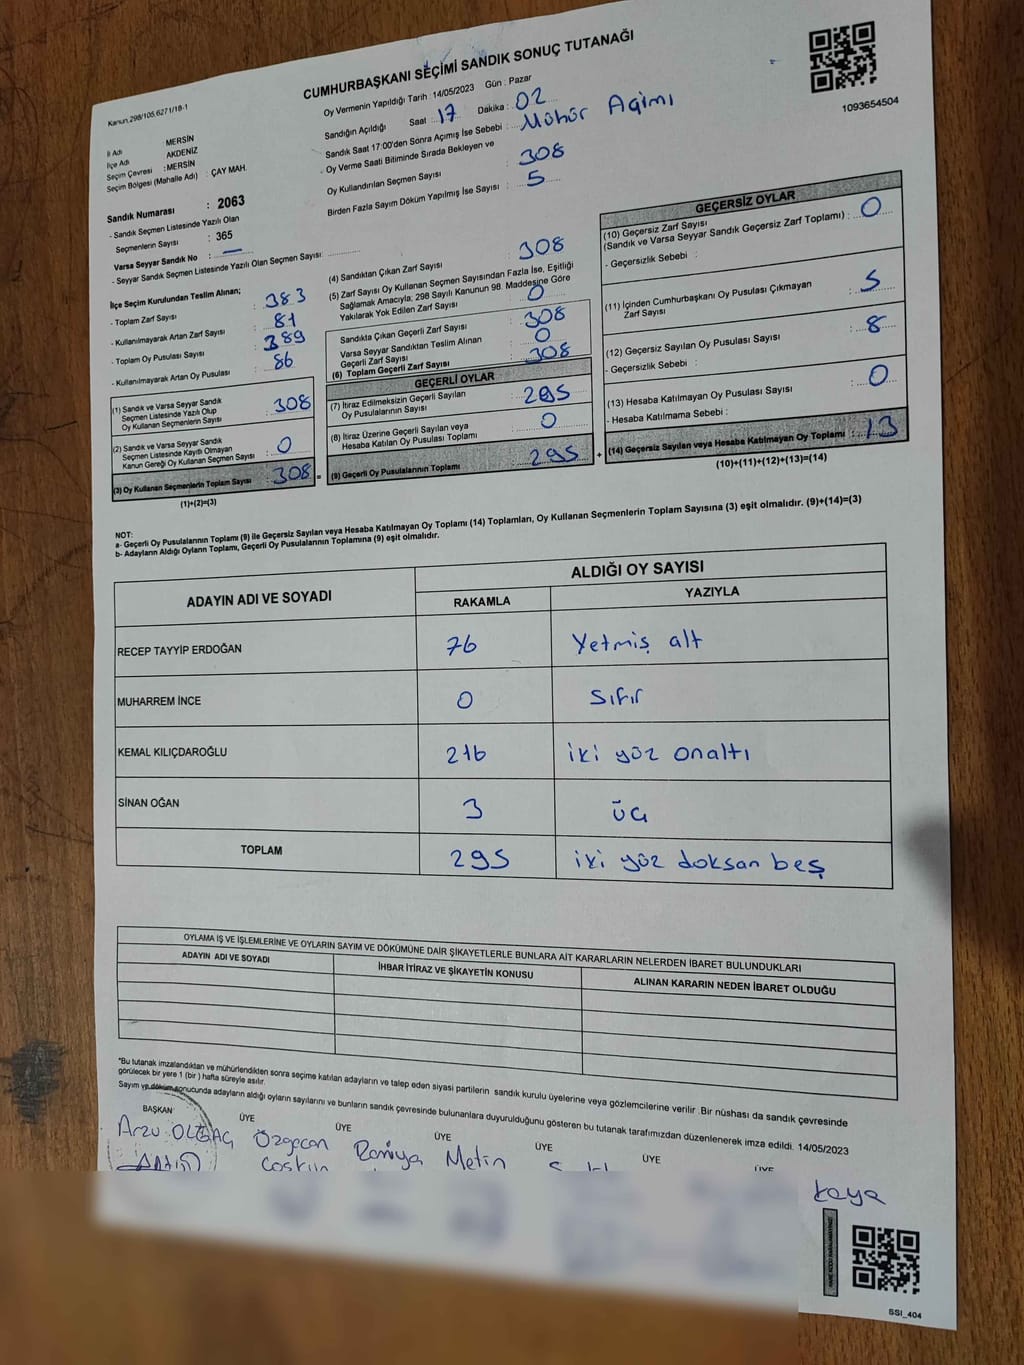 Kanun.298/105,6271/18-1
CUMHURBAŞKANI SEÇİMİ SANDIK SONUÇ TUTANAĞI
1093654504
Oy Vermenin Yapıldığı Tarih : 14/05/2023 Gün : Pazar
Sandığın Açıldığı Saat : 17 Dakika : 02
Sandık Saat 17:00'den Sonra Açımış İse Sebebi : Mühür Açimı
- Oy Verme Saati Bitiminde Sırada Bekleyen ve
Oy Kullandırılan Seçmen Sayısı : 308
Birden Fazla Sayım Döküm Yapılmış İse Sayısı : 5
İl Adı : MERSİN
İlçe Adı : AKDENİZ
Seçim Çevresi : MERSİN
Seçim Bölgesi (Mahalle Adı) : ÇAY MAH.
Sandık Numarası : 2063
- Sandık Seçmen Listesinde Yazılı Olan
Seçmenlerin Sayısı : 365
Varsa Seyyar Sandık No : —
- Seyyar Sandık Seçmen Listesinde Yazılı Olan Seçmen Sayısı:
İlçe Seçim Kurulundan Teslim Alınan;
- Toplam Zarf Sayısı : 383
- Kullanılmayarak Artan Zarf Sayısı : 81
- Toplam Oy Pusulası Sayısı : 389
- Kullanılmayarak Artan Oy Pusulası : 86
(1) Sandık ve Varsa Seyyar Sandık
Seçmen Listesinde Yazılı Olup
Oy Kullanan Seçmenlerin Sayısı : 308
(2) Sandık ve Varsa Seyyar Sandık
Seçmen Listesinde Kayıtlı Olmayan
Kanun Gereği Oy Kullanan Seçmen Sayısı : 0
(3) Oy Kullanan Seçmenlerin Toplam Sayısı : 308
(1)+(2)=(3)
(4) Sandıktan Çıkan Zarf Sayısı : 308
(5) Zarf Sayısı Oy Kullanan Seçmen Sayısından Fazla İse, Eşitliği
Sağlamak Amacıyla; 298 Sayılı Kanunun 98. Maddesine Göre
Yakılarak Yok Edilen Zarf Sayısı : 0
Sandıkta Çıkan Geçerli Zarf Sayısı : 308
Varsa Seyyar Sandıktan Teslim Alınan
Geçerli Zarf Sayısı : 0
(6) Toplam Geçerli Zarf Sayısı : 308
GEÇERLİ OYLAR
(7) İtiraz Edilmeksizin Geçerli Sayılan
Oy Pusulalarının Sayısı : 295
(8) İtiraz Üzerine Geçerli Sayılan veya
Hesaba Katılan Oy Pusulası Toplamı : 0
= (9) Geçerli Oy Pusulalarının Toplamı : 295
GEÇERSİZ OYLAR
(10) Geçersiz Zarf Sayısı
(Sandık ve Varsa Seyyar Sandık Geçersiz Zarf Toplamı) : 0
- Geçersizlik Sebebi :
(11) İçinden Cumhurbaşkanı Oy Pusulası Çıkmayan
Zarf Sayısı : 5
(12) Geçersiz Sayılan Oy Pusulası Sayısı : 8
- Geçersizlik Sebebi :
(13) Hesaba Katılmayan Oy Pusulası Sayısı : 0
- Hesaba Katılmama Sebebi :
+ (14) Geçersiz Sayılan veya Hesaba Katılmayan Oy Toplamı : 13
(10)+(11)+(12)+(13)=(14)
NOT:
a- Geçerli Oy Pusulalarının Toplamı (9) ile Geçersiz Sayılan veya Hesaba Katılmayan Oy Toplamı (14) Toplamları, Oy Kullanan Seçmenlerin Toplam Sayısına (3) eşit olmalıdır. (9)+(14)=(3)
b- Adayların Aldığı Oyların Toplamı, Geçerli Oy Pusulalarının Toplamına (9) eşit olmalıdır.
ADAYIN ADI VE SOYADI ALDIĞI OY SAYISI
RAKAMLA YAZIYLA
RECEP TAYYİP ERDOĞAN 76 Yetmiş alt
MUHARREM İNCE 0 Sıfır
KEMAL KILIÇDAROĞLU 216 iki yüz onaltı
SİNAN OĞAN 3 üç
TOPLAM 295 iki yüz doksan beş
OYLAMA İŞ VE İŞLEMLERİNE VE OYLARIN SAYIM VE DÖKÜMÜNE DAİR ŞİKAYETLERLE BUNLARA AİT KARARLARIN NELERDEN İBARET BULUNDUKLARI
ADAYIN ADI VE SOYADI İHBAR İTİRAZ VE ŞİKAYETİN KONUSU ALINAN KARARIN NEDEN İBARET OLDUĞU
*Bu tutanak imzalandıktan ve mühürlendikten sonra seçime katılan adayların ve talep eden siyasi partilerin sandık kurulu üyelerine veya gözlemcilerine verilir .Bir nüshası da sandık çevresinde
görülecek bir yere 1 (bir ) hafta süreyle asılır.
Sayım ve döküm sonucunda adayların aldığı oyların sayılarını ve bunların sandık çevresinde bulunanlara duyurulduğunu gösteren bu tutanak tarafımızdan düzenlenerek imza edildi. 14/05/2023
BAŞKAN ÜYE ÜYE ÜYE ÜYE ÜYE ÜYE
Arzu OLĞAÇ Özgecan Raniya Metin
Coskun
kaya
SSI_404